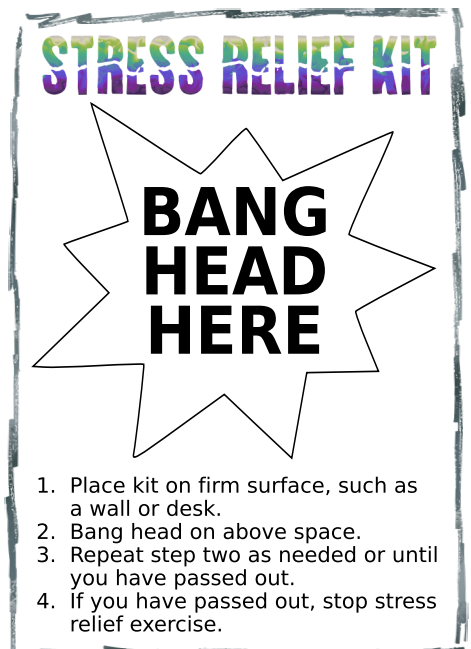 STRESS RELIEF KIT
BANG
HEAD
HERE
1. Place kit on firm surface, such as
a wall or desk.
2. Bang head on above space.
3. Repeat step two as needed or until
you have passed out.
4. If you have passed out, stop stress
relief exercise.